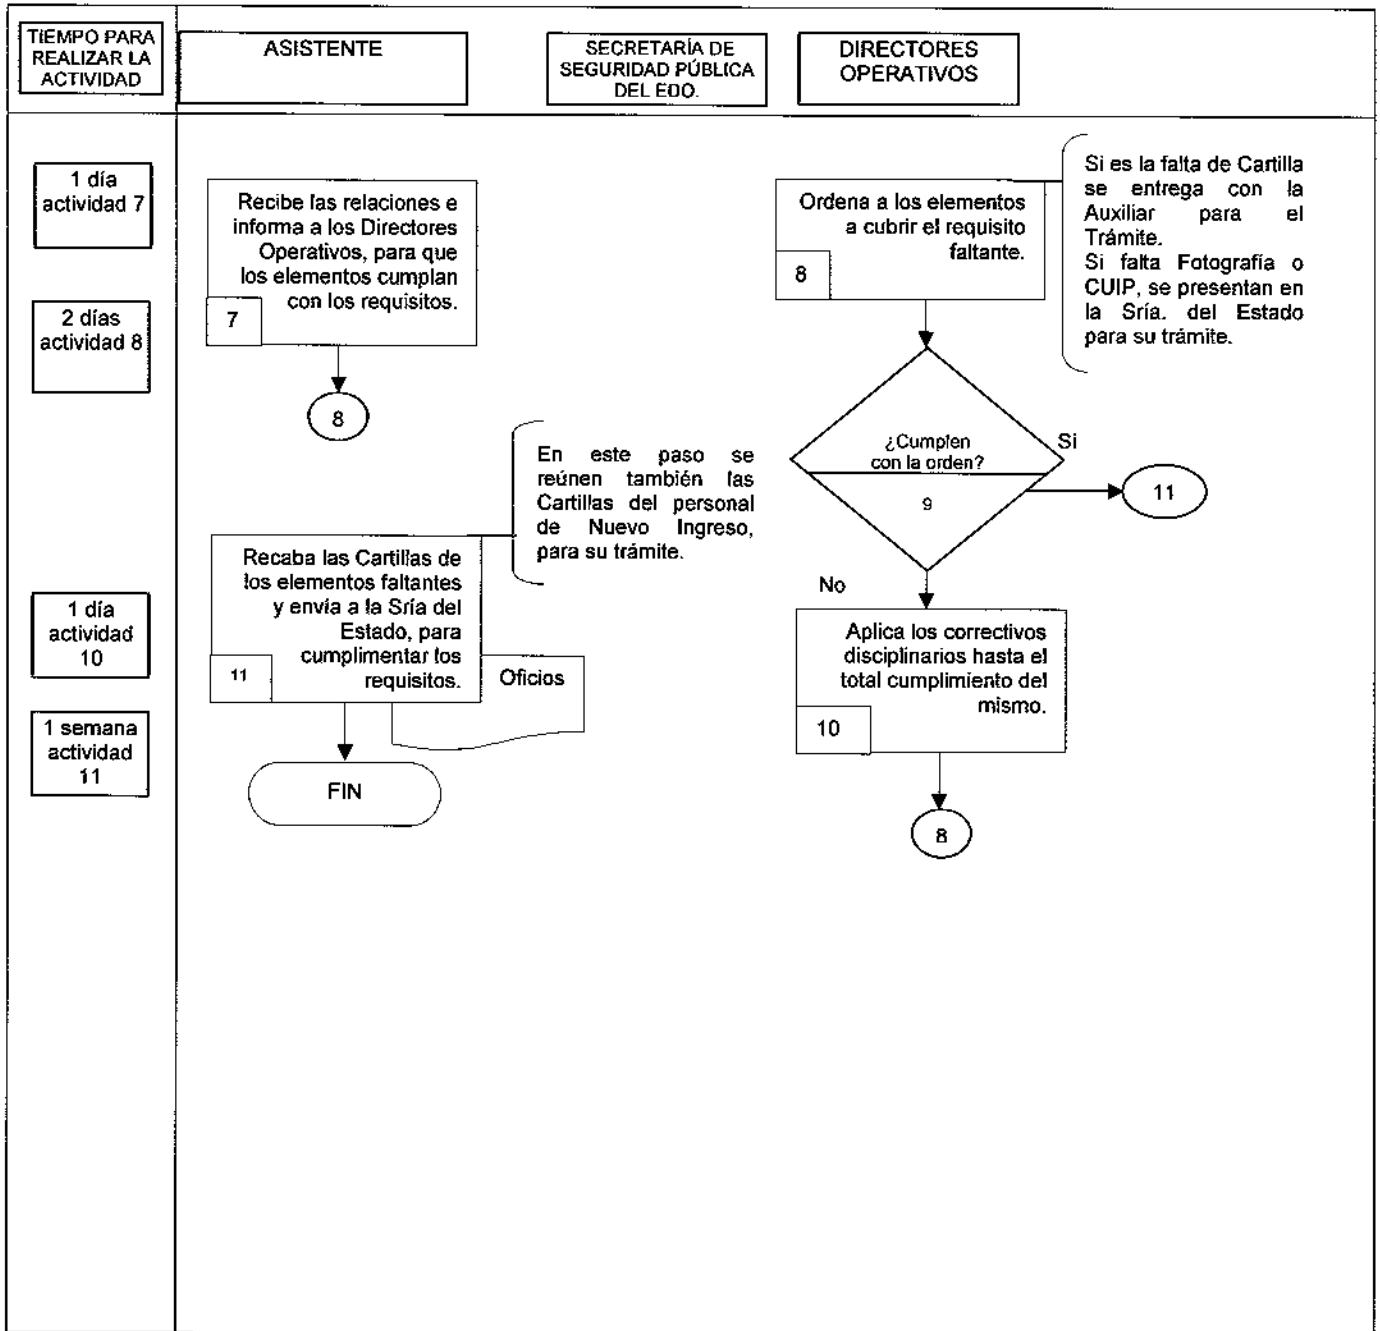 TIEMPO PARA
REALIZAR LA
ACTIVIDAD
ASISTENTE
SECRETARÍA DE
SEGURIDAD PÚBLICA
DEL EDO.
DIRECTORES
OPERATIVOS
1 día
actividad 7
2 días
actividad 8
1 día
actividad
10
1 semana
actividad
11
Recibe las relaciones e
informa a los Directores
Operativos, para que
los elementos cumplan
con los requisitos.
7
8
Recaba las Cartillas de
los elementos faltantes
y envía a la Sría del
Estado, para
cumplimentar los
requisitos.
11
Oficios
FIN
En este paso se
reúnen también las
Cartillas del personal
de Nuevo Ingreso,
para su trámite.
Ordena a los elementos
a cubrir el requisito
faltante.
8
Si es la falta de Cartilla
se entrega con la
Auxiliar para el
Trámite.
Si falta Fotografía o
CUIP, se presentan en
la Sría. del Estado
para su trámite.
¿Cumplen
con la orden?
9
Si
11
No
Aplica los correctivos
disciplinarios hasta el
total cumplimiento del
mismo.
10
8